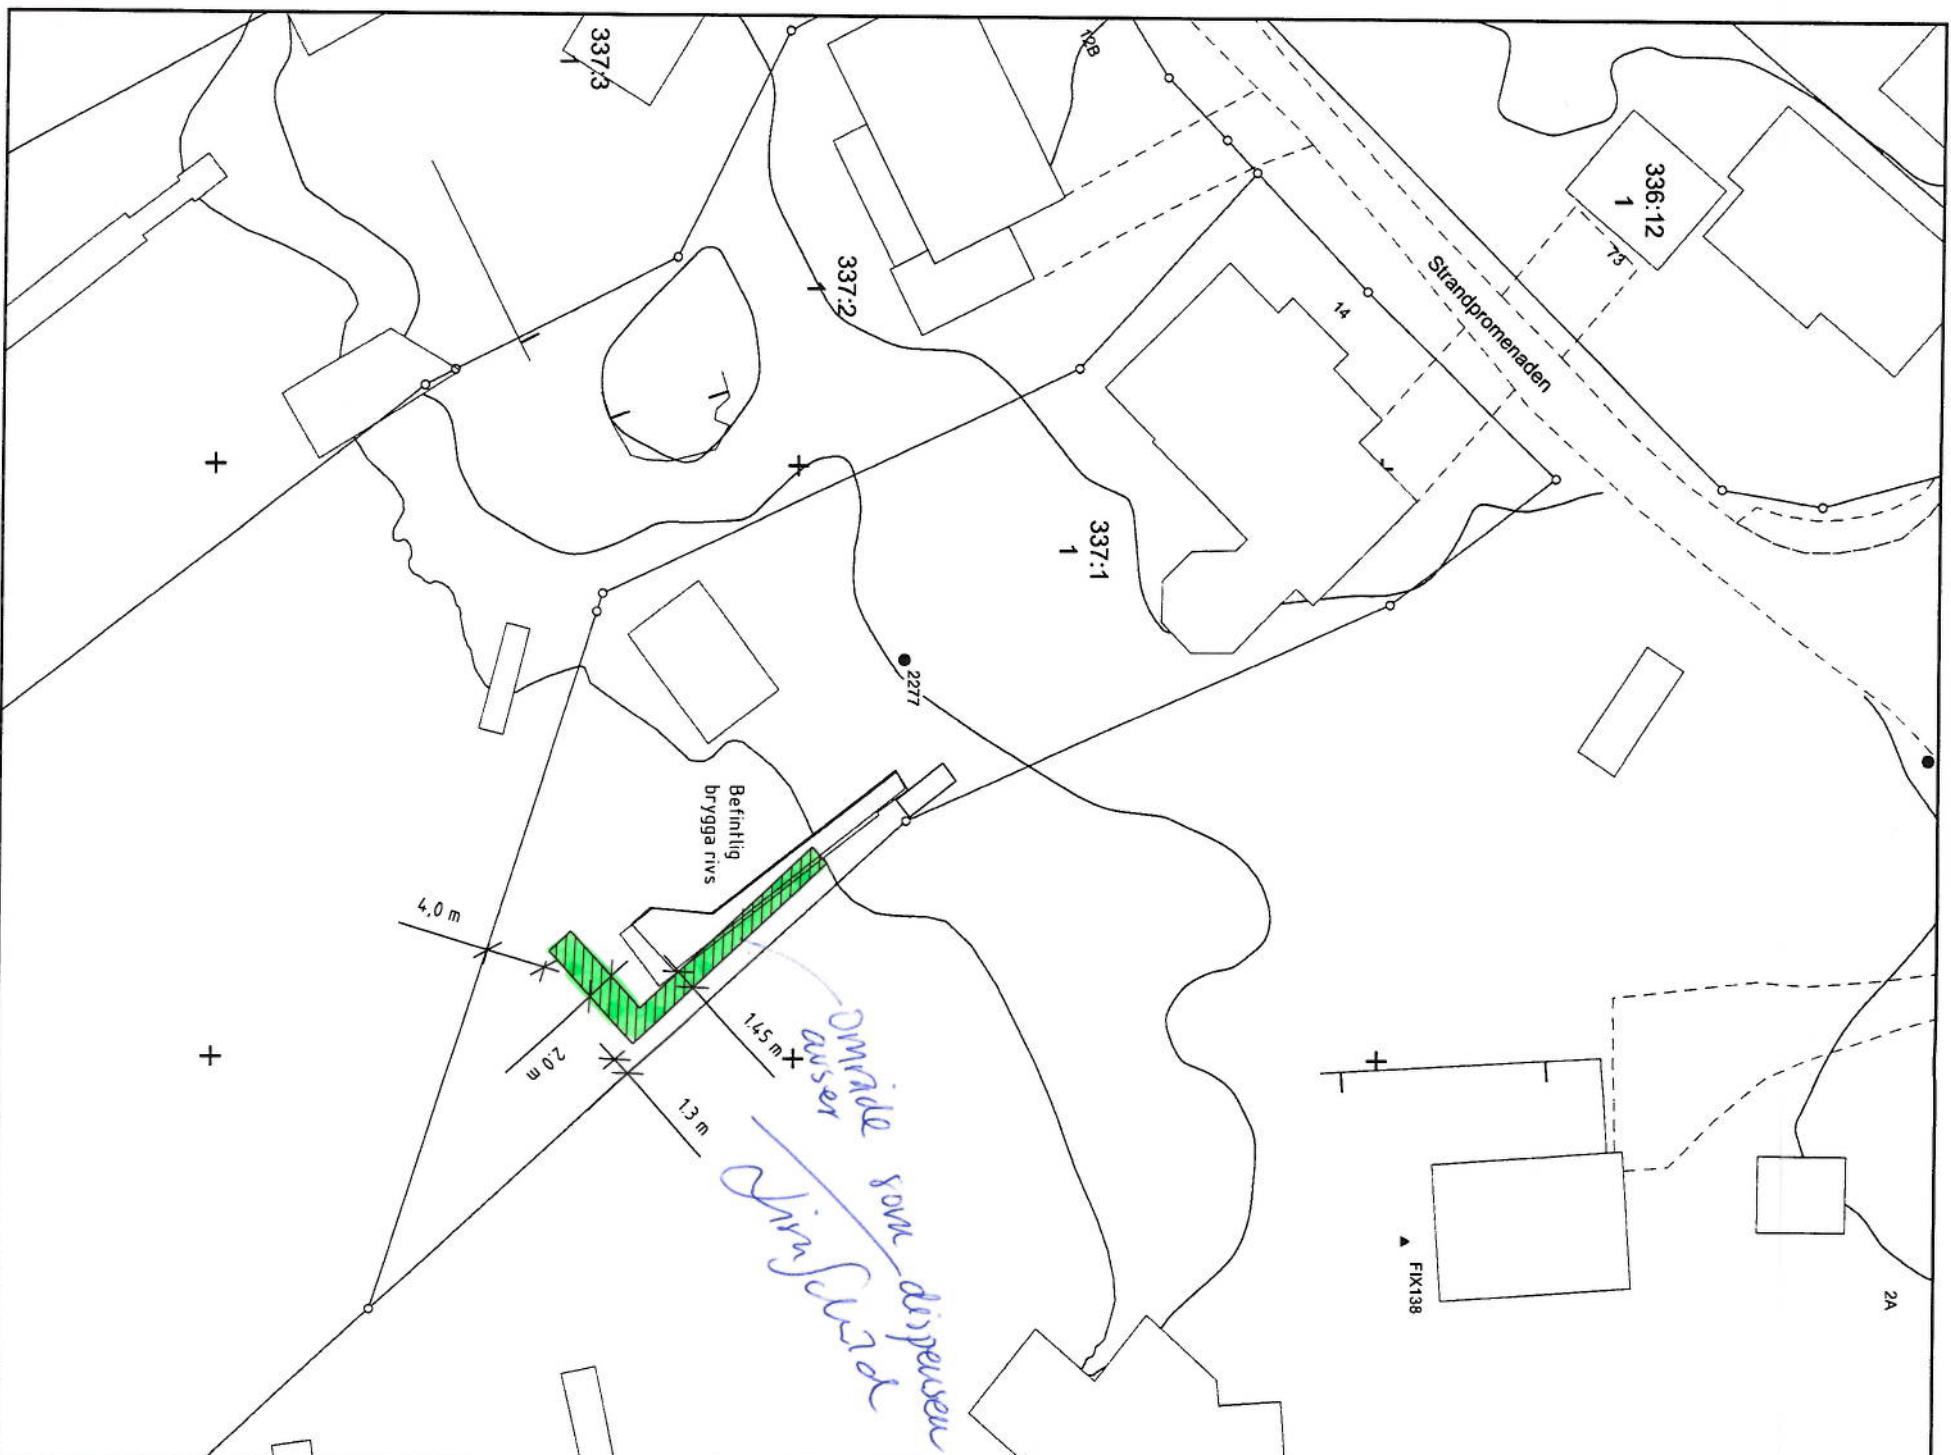 337:3
1
12B
336:12
1
73
Strandpromenaden
14
337:2
1
337:1
1
2277
Befintlig
brygga rivs
4,0 m
1.45 m
2.0 m
1.3 m
Område som dispensen
avser
FIX138
2A